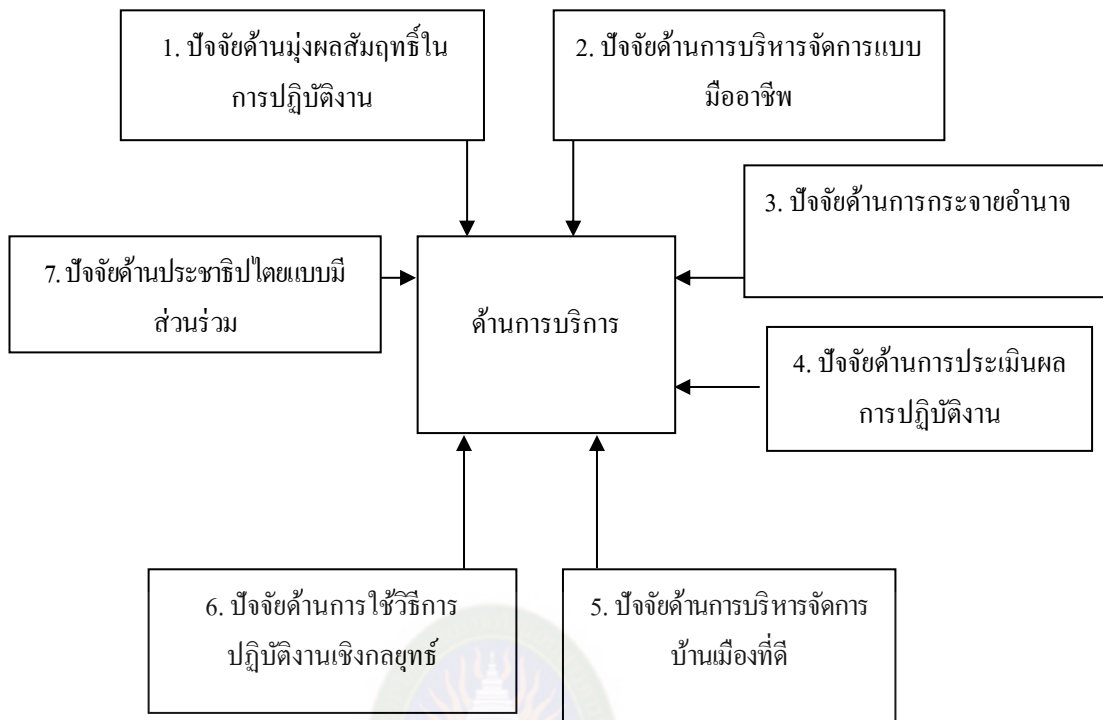 1. ปัจจัยด้านมุ่งผลสัมฤทธิ์ใน
การปฏิบัติงาน
2. ปัจจัยด้านการบริหารจัดการแบบ
มืออาชีพ
3. ปัจจัยด้านการกระจายอำนาจ
7. ปัจจัยด้านประชาธิปไตยแบบมี
ส่วนร่วม
ด้านการบริการ
4. ปัจจัยด้านการประเมินผล
การปฏิบัติงาน
6. ปัจจัยด้านการใช้วิธีการ
ปฏิบัติงานเชิงกลยุทธ์
5. ปัจจัยด้านการบริหารจัดการ
บ้านเมืองที่ดี